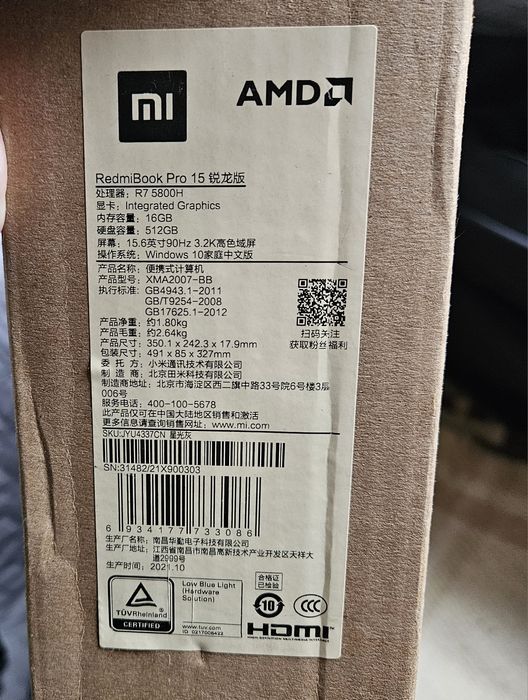 mi
AMD
RedmiBook Pro 15 锐龙版
处理器：R7 5800H
显卡：Integrated Graphics
内存容量：16GB
硬盘容量：512GB
屏幕：15.6英寸90Hz 3.2K高色域屏
操作系统：Windows 10家庭中文版
产品名称：便携式计算机
产品型号：XMA2007-BB
执行标准：GB4943.1-2011
GB/T9254-2008
GB17625.1-2012
扫码关注
获取粉丝福利
产品净重：约1.80kg
产品毛重：约2.64kg
产品尺寸：350.1 x 242.3 x 17.9mm
包装尺寸：491 x 85 x 327mm
委 托 方：小米通讯技术有限公司
制 造 商：北京田米科技有限公司
制造商地址：北京市海淀区西二旗中路33号院6号楼3层
006号
服务电话：400-100-5678
此产品仅可在中国大陆地区销售和激活
更多信息请查询销售官网：www.mi.com
SKU:JYU4337CN 星光灰
SN:31482/21X900303
6 934177 733086
生产厂名称：南昌华勤电子科技有限公司
生产厂地址：江西省南昌市南昌高新技术产业开发区天祥大
道2999号
生产时间：2021.10
TÜVRheinland
CERTIFIED
Low Blue Light
(Hardware
Solution)
www.tuv.com
ID 0217008422
合格证
已检验
10
CCC
HDMI
HIGH-DEFINITION MULTIMEDIA INTERFACE